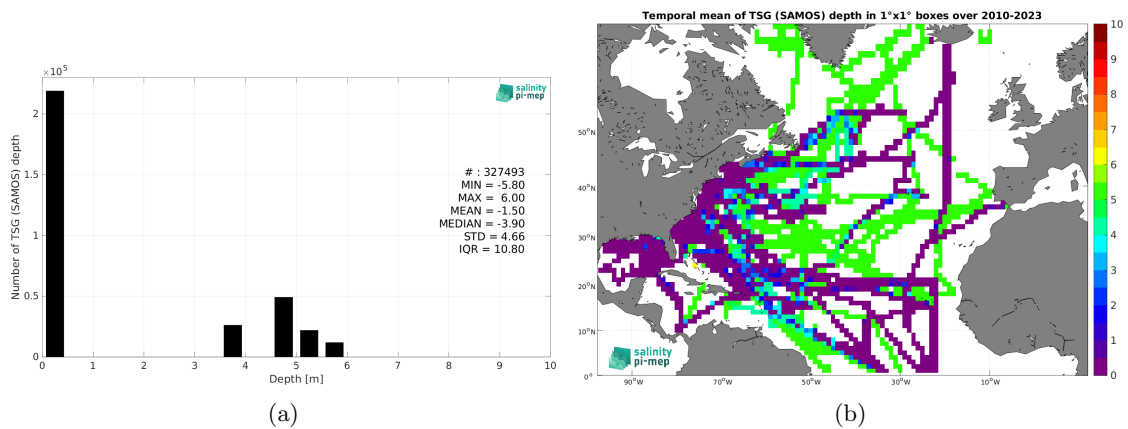 ×10⁵
2
1.5
1
0.5
0
Number of TSG (SAMOS) depth
salinity
pi-mep
# : 327493
MIN = -5.80
MAX = 6.00
MEAN = -1.50
MEDIAN = -3.90
STD = 4.66
IQR = 10.80
0 1 2 3 4 5 6 7 8 9 10
Depth [m]
(a)
Temporal mean of TSG (SAMOS) depth in 1°x1° boxes over 2010-2023
50°N
40°N
30°N
20°N
10°N
0°
salinity
pi-mep
90°W 70°W 50°W 30°W 10°W
10
9
8
7
6
5
4
3
2
1
0
(b)